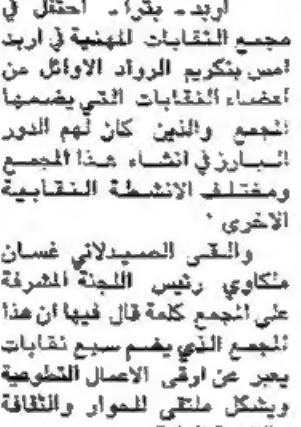 اربد - بترا - احتفل في
مجمع النقابات المهنية في اربد
امس بتكريم الرواد الاوائل من
اعضاء النقابات التي يضمها
المجمع والذين كان لهم الدور
البارز في انشاء هذا المجمع
ومختلف الانشطة النقابية
الاخرى .
والقى الصيدلاني غسان
ملكاوي رئيس اللجنة المشرفة
على المجمع كلمة قال فيها ان هذا
المجمع الذي يضم سبع نقابات
يعبر عن ارقى الاعمال التطوعية
ويشكل ملتقى للحوار والثقافة